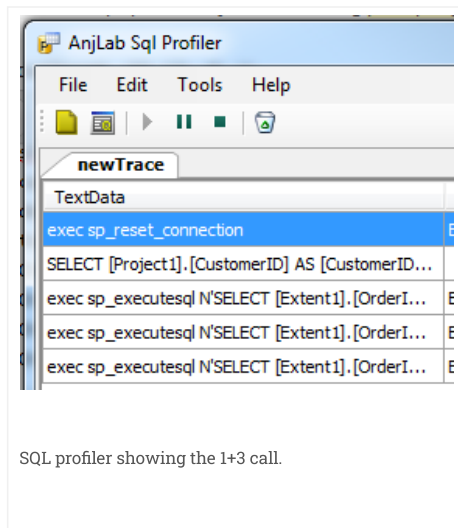 AnjLab Sql Profiler
File Edit Tools Help
newTrace
TextData
exec sp_reset_connection
SELECT [Project1].[CustomerID] AS [CustomerID...
exec sp_executesql N'SELECT [Extent1].[OrderI...
exec sp_executesql N'SELECT [Extent1].[OrderI...
exec sp_executesql N'SELECT [Extent1].[OrderI...
SQL profiler showing the 1+3 call.